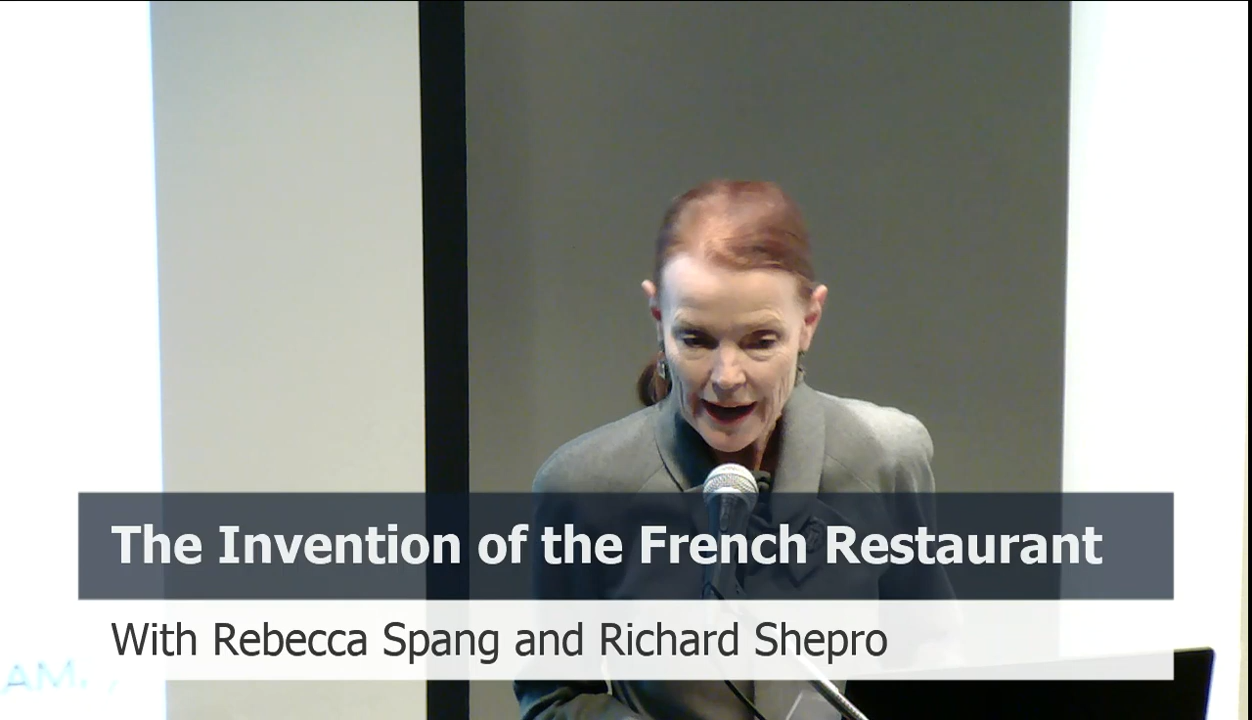 The Invention of the French Restaurant
With Rebecca Spang and Richard Shepro